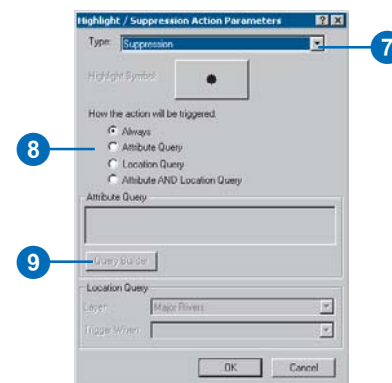 Highlight / Suppression Action Parameters
Type: Suppression
7
Highlight Symbol:
How the action will be triggered:
Always
8
Attribute Query
Location Query
Attribute AND Location Query
Attribute Query
9
Query Builder
Location Query
Layer: Major Rivers
Trigger When:
OK Cancel